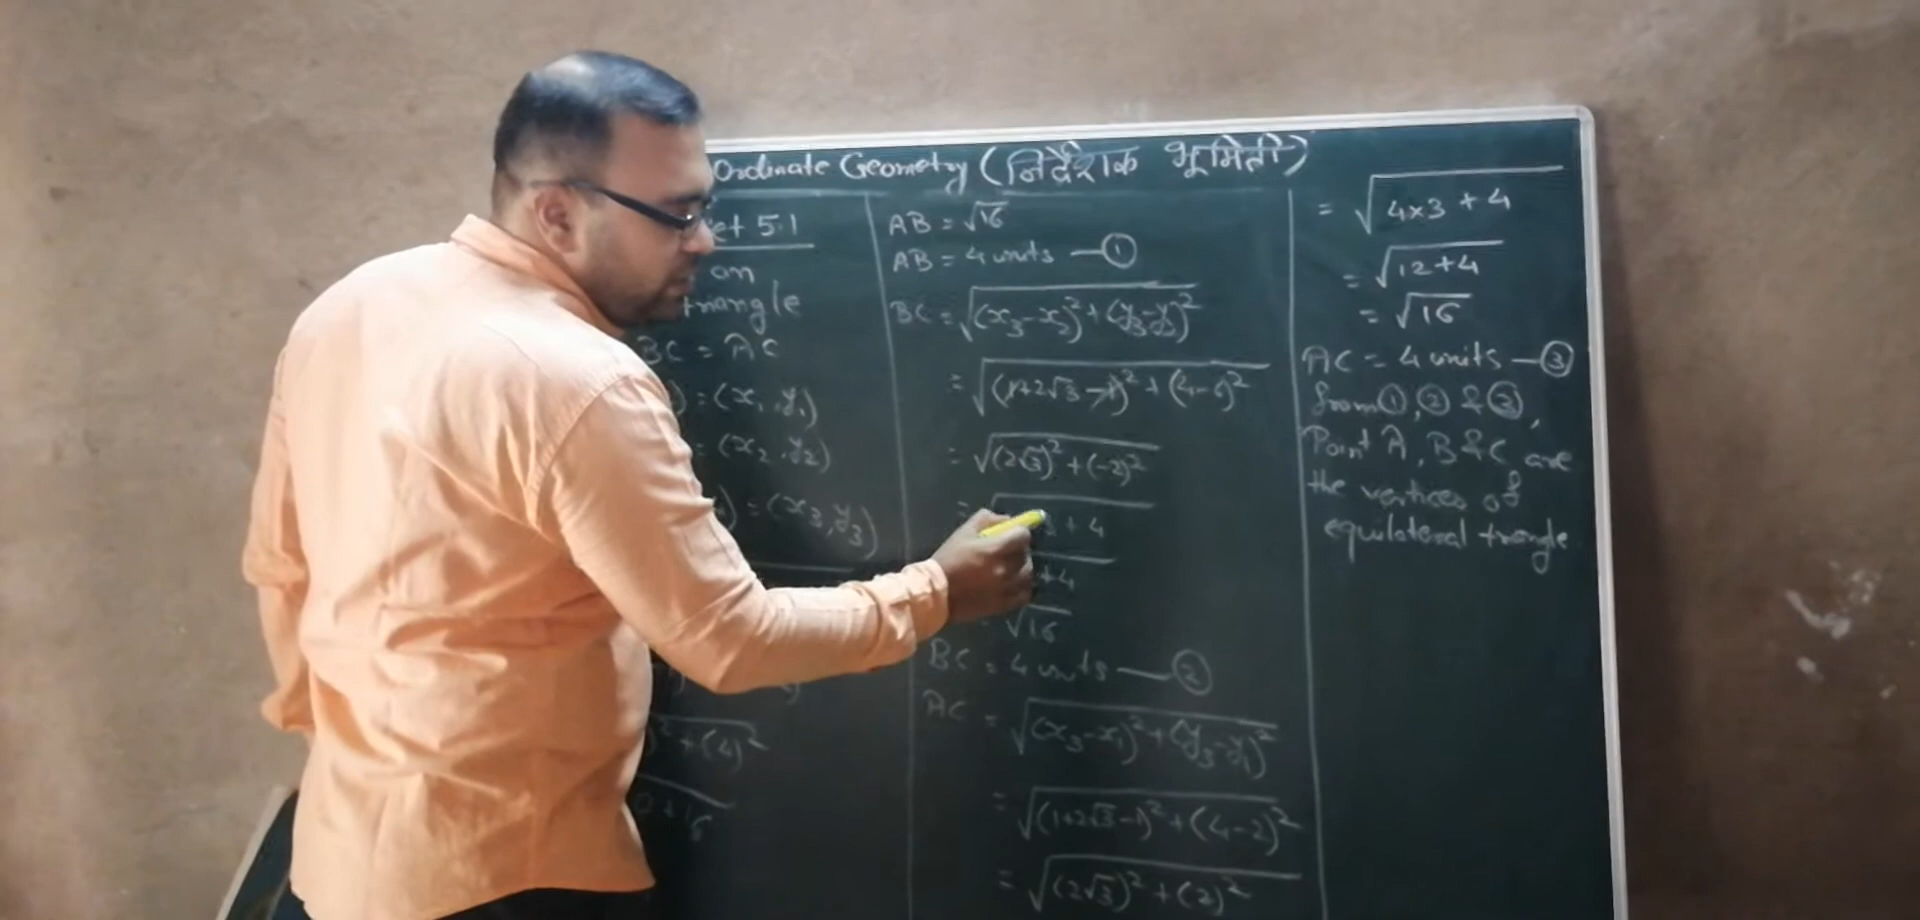 Ordinate Geometry (निर्देशक भूमिती)
et 5.1
an
triangle
BC = AC
) = (x₁, y₁)
= (x₂, y₂)
) = (x₃, y₃)
)² + (4)²
+ 16
AB = √16
AB = 4 units — ①
BC = √(x₃-x₂)² + (y₃-y₂)²
= √(1+2√3-1)² + (4-6)²
= √(2√3)² + (-2)²
+ 4
+4
√16
BC = 4 units — ②
AC = √(x₃-x₁)² + (y₃-y₁)²
= √(1+2√3-1)² + (4-2)²
= √(2√3)² + (2)²
= √4×3 + 4
= √12+4
= √16
AC = 4 units — ③
from ①, ② & ③,
Point A, B & C are
the vertices of
equilateral triangle